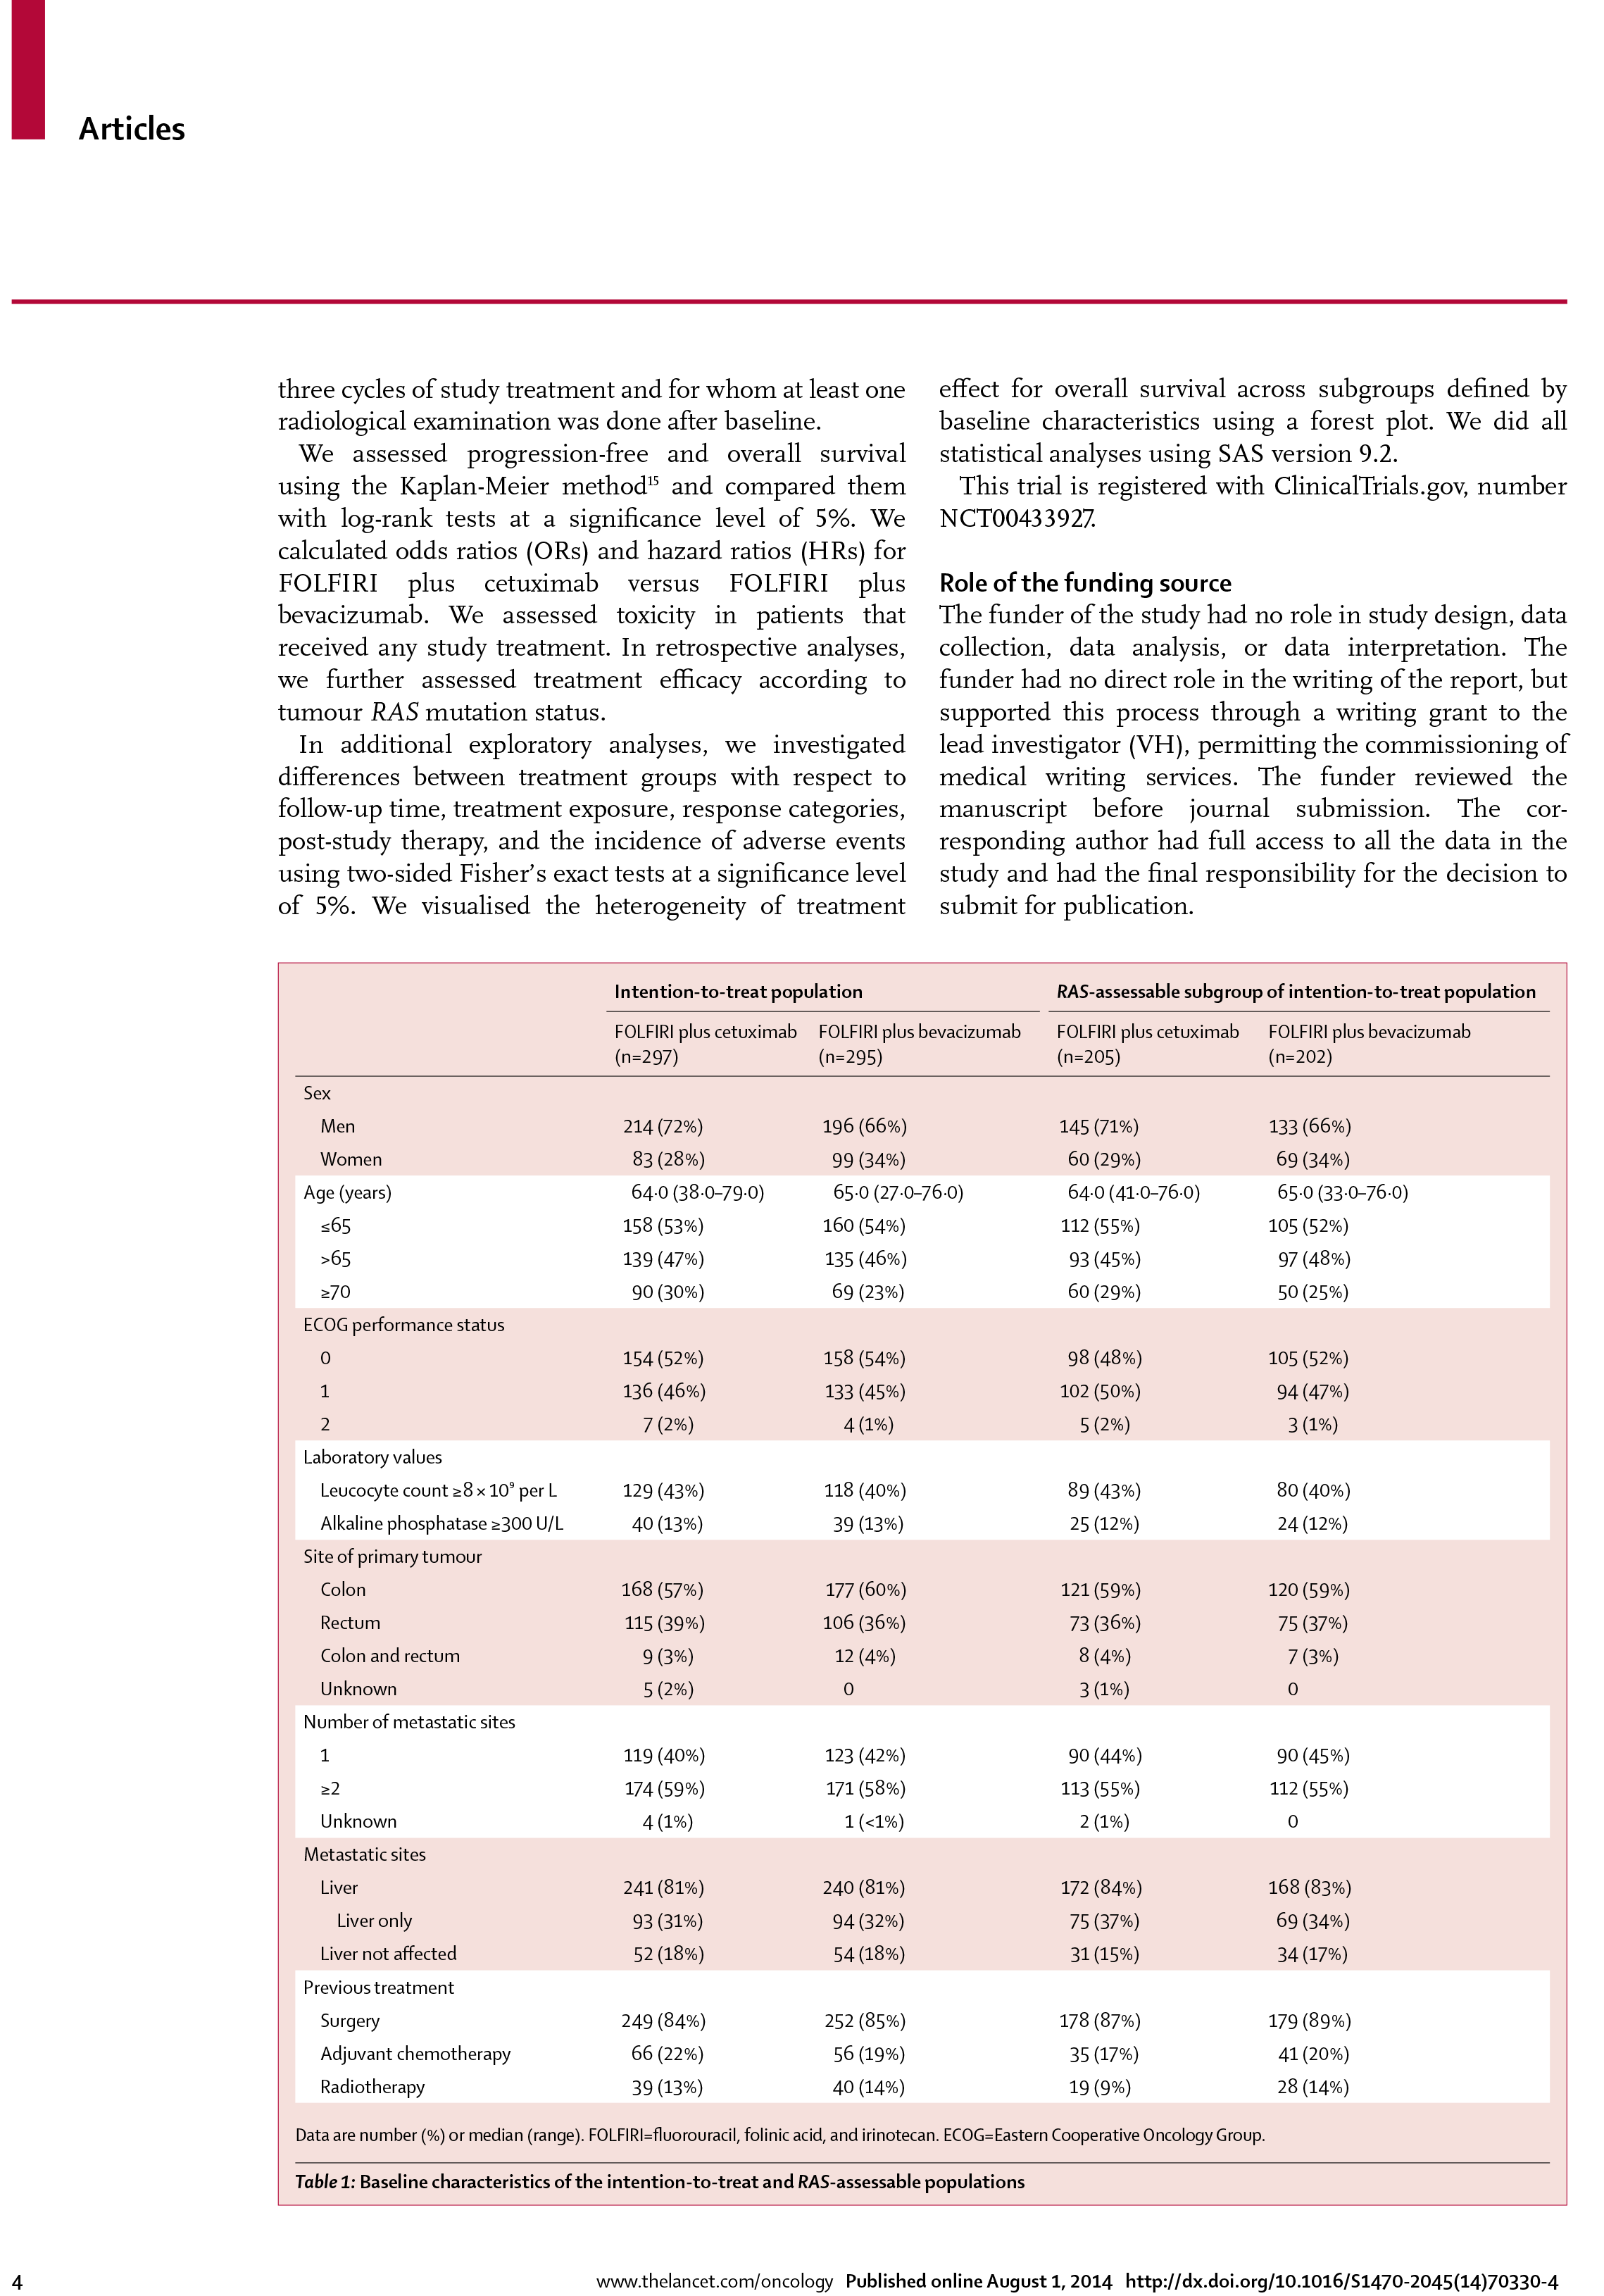 Articles
three cycles of study treatment and for whom at least one
radiological examination was done after baseline.
We assessed progression-free and overall survival
using the Kaplan-Meier method¹⁵ and compared them
with log-rank tests at a significance level of 5%. We
calculated odds ratios (ORs) and hazard ratios (HRs) for
FOLFIRI plus cetuximab versus FOLFIRI plus
bevacizumab. We assessed toxicity in patients that
received any study treatment. In retrospective analyses,
we further assessed treatment efficacy according to
tumour RAS mutation status.
In additional exploratory analyses, we investigated
differences between treatment groups with respect to
follow-up time, treatment exposure, response categories,
post-study therapy, and the incidence of adverse events
using two-sided Fisher's exact tests at a significance level
of 5%. We visualised the heterogeneity of treatment
effect for overall survival across subgroups defined by
baseline characteristics using a forest plot. We did all
statistical analyses using SAS version 9.2.
This trial is registered with ClinicalTrials.gov, number
NCT00433927.
Role of the funding source
The funder of the study had no role in study design, data
collection, data analysis, or data interpretation. The
funder had no direct role in the writing of the report, but
supported this process through a writing grant to the
lead investigator (VH), permitting the commissioning of
medical writing services. The funder reviewed the
manuscript before journal submission. The cor-
responding author had full access to all the data in the
study and had the final responsibility for the decision to
submit for publication.
Intention-to-treat population RAS-assessable subgroup of intention-to-treat population
FOLFIRI plus cetuximab FOLFIRI plus bevacizumab FOLFIRI plus cetuximab FOLFIRI plus bevacizumab
(n=297) (n=295) (n=205) (n=202)
Sex
Men 214 (72%) 196 (66%) 145 (71%) 133 (66%)
Women 83 (28%) 99 (34%) 60 (29%) 69 (34%)
Age (years) 64·0 (38·0–79·0) 65·0 (27·0–76·0) 64·0 (41·0–76·0) 65·0 (33·0–76·0)
≤65 158 (53%) 160 (54%) 112 (55%) 105 (52%)
>65 139 (47%) 135 (46%) 93 (45%) 97 (48%)
≥70 90 (30%) 69 (23%) 60 (29%) 50 (25%)
ECOG performance status
0 154 (52%) 158 (54%) 98 (48%) 105 (52%)
1 136 (46%) 133 (45%) 102 (50%) 94 (47%)
2 7 (2%) 4 (1%) 5 (2%) 3 (1%)
Laboratory values
Leucocyte count ≥8 × 10⁹ per L 129 (43%) 118 (40%) 89 (43%) 80 (40%)
Alkaline phosphatase ≥300 U/L 40 (13%) 39 (13%) 25 (12%) 24 (12%)
Site of primary tumour
Colon 168 (57%) 177 (60%) 121 (59%) 120 (59%)
Rectum 115 (39%) 106 (36%) 73 (36%) 75 (37%)
Colon and rectum 9 (3%) 12 (4%) 8 (4%) 7 (3%)
Unknown 5 (2%) 0 3 (1%) 0
Number of metastatic sites
1 119 (40%) 123 (42%) 90 (44%) 90 (45%)
≥2 174 (59%) 171 (58%) 113 (55%) 112 (55%)
Unknown 4 (1%) 1 (<1%) 2 (1%) 0
Metastatic sites
Liver 241 (81%) 240 (81%) 172 (84%) 168 (83%)
Liver only 93 (31%) 94 (32%) 75 (37%) 69 (34%)
Liver not affected 52 (18%) 54 (18%) 31 (15%) 34 (17%)
Previous treatment
Surgery 249 (84%) 252 (85%) 178 (87%) 179 (89%)
Adjuvant chemotherapy 66 (22%) 56 (19%) 35 (17%) 41 (20%)
Radiotherapy 39 (13%) 40 (14%) 19 (9%) 28 (14%)
Data are number (%) or median (range). FOLFIRI=fluorouracil, folinic acid, and irinotecan. ECOG=Eastern Cooperative Oncology Group.
Table 1: Baseline characteristics of the intention-to-treat and RAS-assessable populations
4 www.thelancet.com/oncology Published online August 1, 2014 http://dx.doi.org/10.1016/S1470-2045(14)70330-4